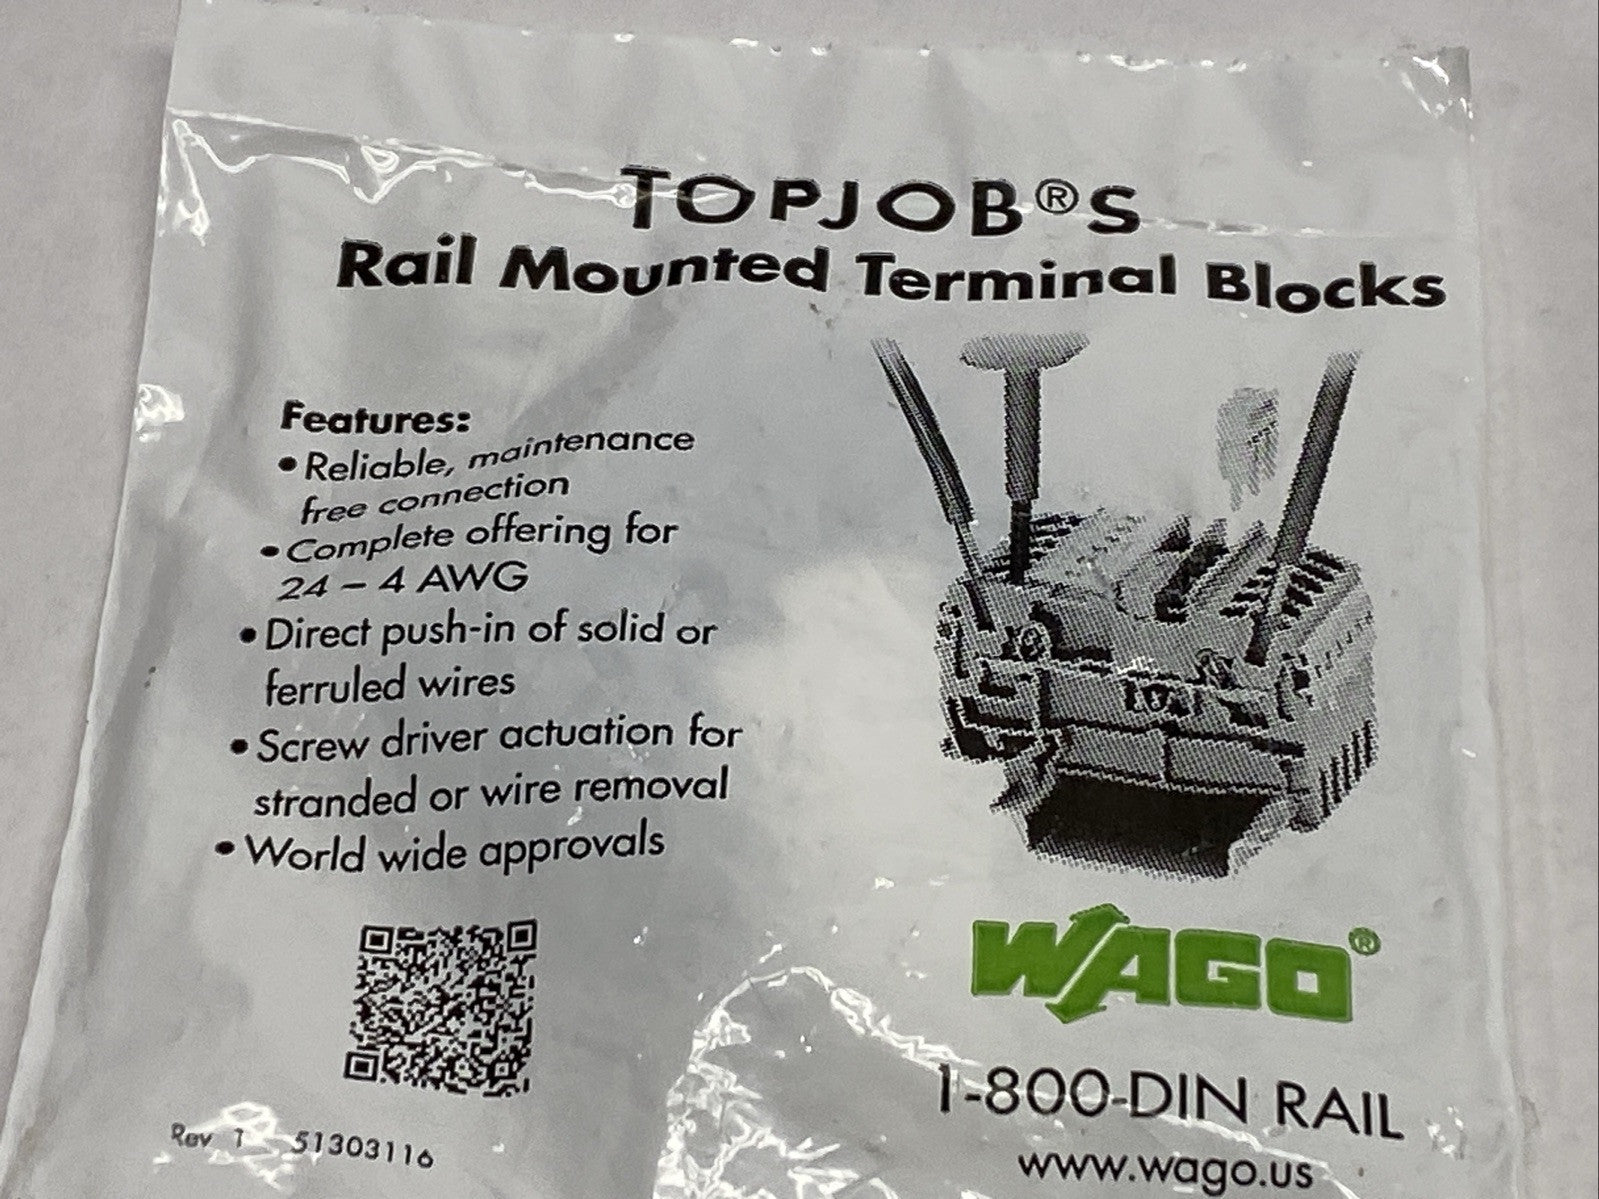 TOPJOB®S
Rail Mounted Terminal Blocks
Features:
• Reliable, maintenance
free connection
• Complete offering for
24 – 4 AWG
• Direct push-in of solid or
ferruled wires
• Screw driver actuation for
stranded or wire removal
• World wide approvals
10
10
WAGO®
1-800-DIN RAIL
www.wago.us
Rev 1 51303116